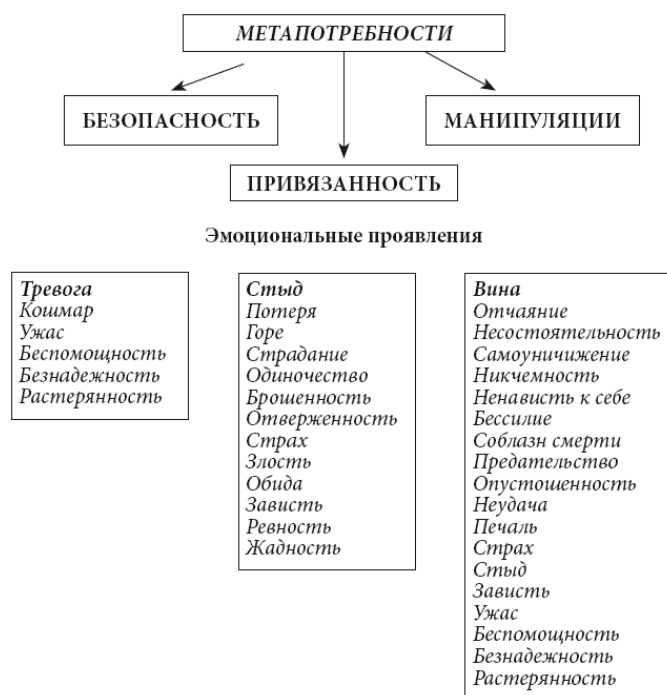 МЕТАПОТРЕБНОСТИ
БЕЗОПАСНОСТЬ
МАНИПУЛЯЦИИ
ПРИВЯЗАННОСТЬ
Эмоциональные проявления
Тревога
Кошмар
Ужас
Беспомощность
Безнадежность
Растерянность
Стыд
Потеря
Горе
Страдание
Одиночество
Брошенность
Отверженность
Страх
Злость
Обида
Зависть
Ревность
Жадность
Вина
Отчаяние
Несостоятельность
Самоуничижение
Никчемность
Ненависть к себе
Бессилие
Соблазн смерти
Предательство
Опустошенность
Неудача
Печаль
Страх
Стыд
Зависть
Ужас
Беспомощность
Безнадежность
Растерянность